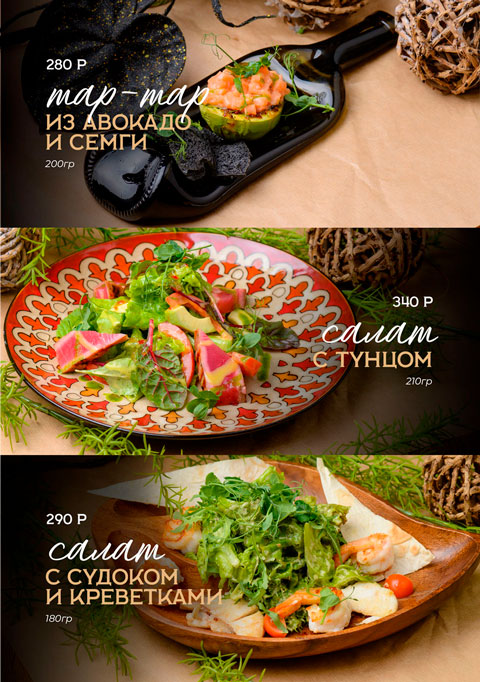 280 Р
тар-тар
ИЗ АВОКАДО
И СЕМГИ
200гр
340 Р
салат
С ТУНЦОМ
210гр
290 Р
салат
С СУДОКОМ
И КРЕВЕТКАМИ
180гр